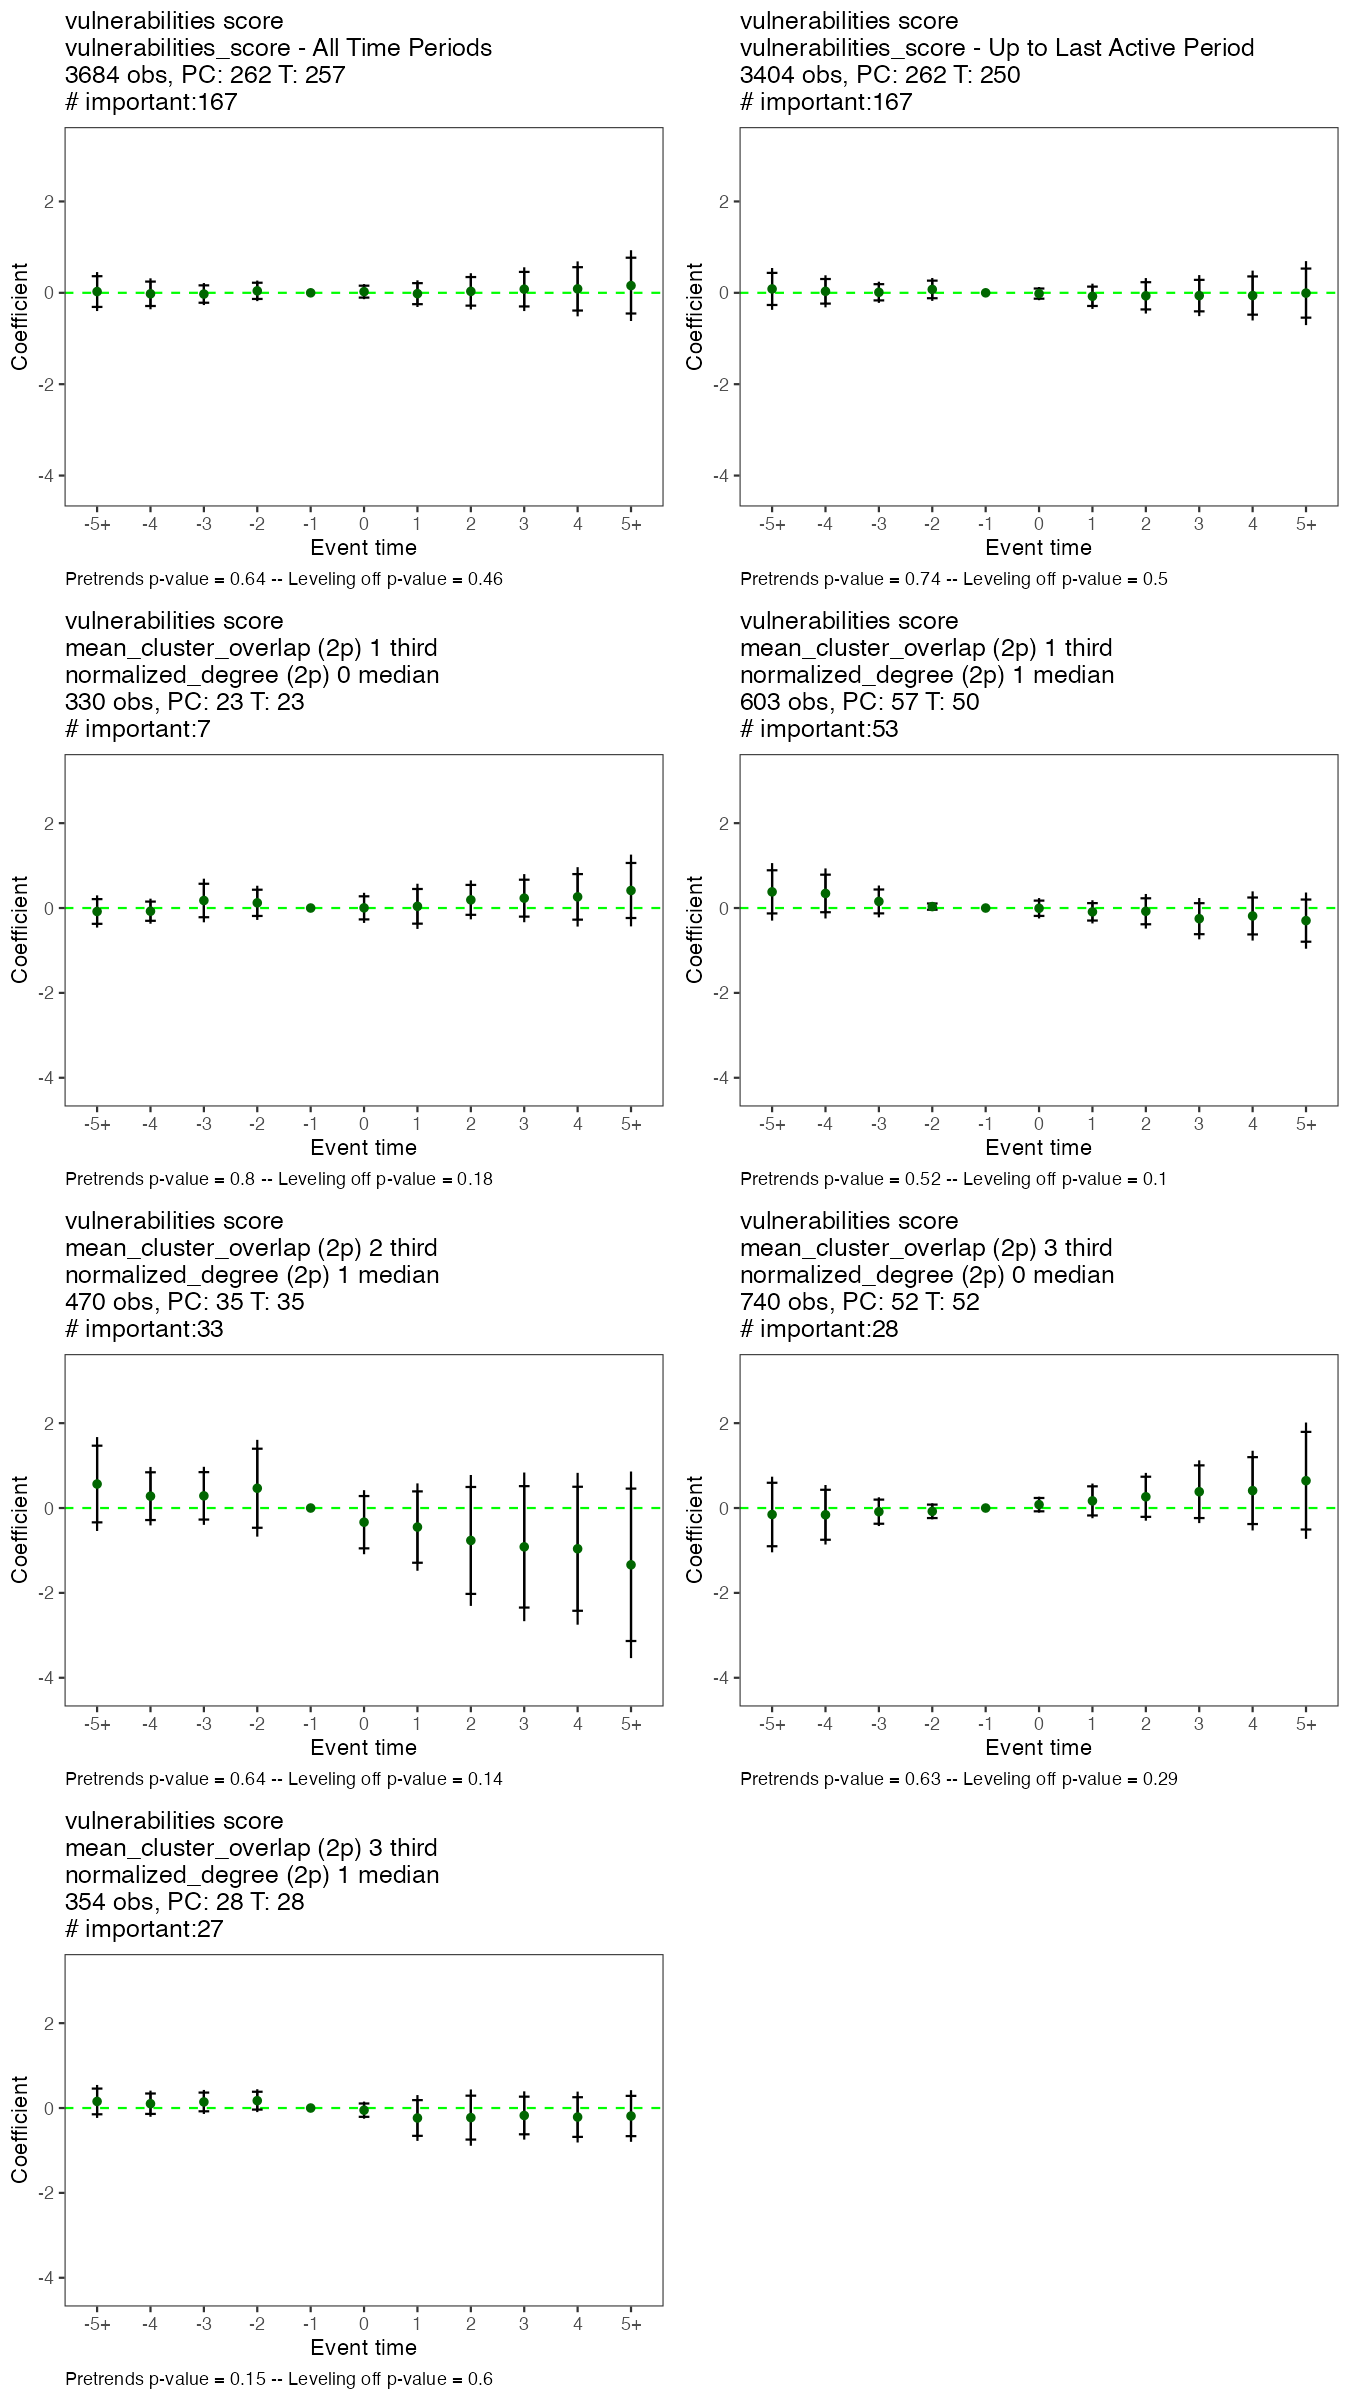 vulnerabilities score
vulnerabilities_score - All Time Periods
3684 obs, PC: 262 T: 257
# important:167
2
0
-2
-4
Coefficient
-5+ -4 -3 -2 -1 0 1 2 3 4 5+
Event time
Pretrends p-value = 0.64 -- Leveling off p-value = 0.46
vulnerabilities score
vulnerabilities_score - Up to Last Active Period
3404 obs, PC: 262 T: 250
# important:167
2
0
-2
-4
Coefficient
-5+ -4 -3 -2 -1 0 1 2 3 4 5+
Event time
Pretrends p-value = 0.74 -- Leveling off p-value = 0.5
vulnerabilities score
mean_cluster_overlap (2p) 1 third
normalized_degree (2p) 0 median
330 obs, PC: 23 T: 23
# important:7
2
0
-2
-4
Coefficient
-5+ -4 -3 -2 -1 0 1 2 3 4 5+
Event time
Pretrends p-value = 0.8 -- Leveling off p-value = 0.18
vulnerabilities score
mean_cluster_overlap (2p) 1 third
normalized_degree (2p) 1 median
603 obs, PC: 57 T: 50
# important:53
2
0
-2
-4
Coefficient
-5+ -4 -3 -2 -1 0 1 2 3 4 5+
Event time
Pretrends p-value = 0.52 -- Leveling off p-value = 0.1
vulnerabilities score
mean_cluster_overlap (2p) 2 third
normalized_degree (2p) 1 median
470 obs, PC: 35 T: 35
# important:33
2
0
-2
-4
Coefficient
-5+ -4 -3 -2 -1 0 1 2 3 4 5+
Event time
Pretrends p-value = 0.64 -- Leveling off p-value = 0.14
vulnerabilities score
mean_cluster_overlap (2p) 3 third
normalized_degree (2p) 0 median
740 obs, PC: 52 T: 52
# important:28
2
0
-2
-4
Coefficient
-5+ -4 -3 -2 -1 0 1 2 3 4 5+
Event time
Pretrends p-value = 0.63 -- Leveling off p-value = 0.29
vulnerabilities score
mean_cluster_overlap (2p) 3 third
normalized_degree (2p) 1 median
354 obs, PC: 28 T: 28
# important:27
2
0
-2
-4
Coefficient
-5+ -4 -3 -2 -1 0 1 2 3 4 5+
Event time
Pretrends p-value = 0.15 -- Leveling off p-value = 0.6